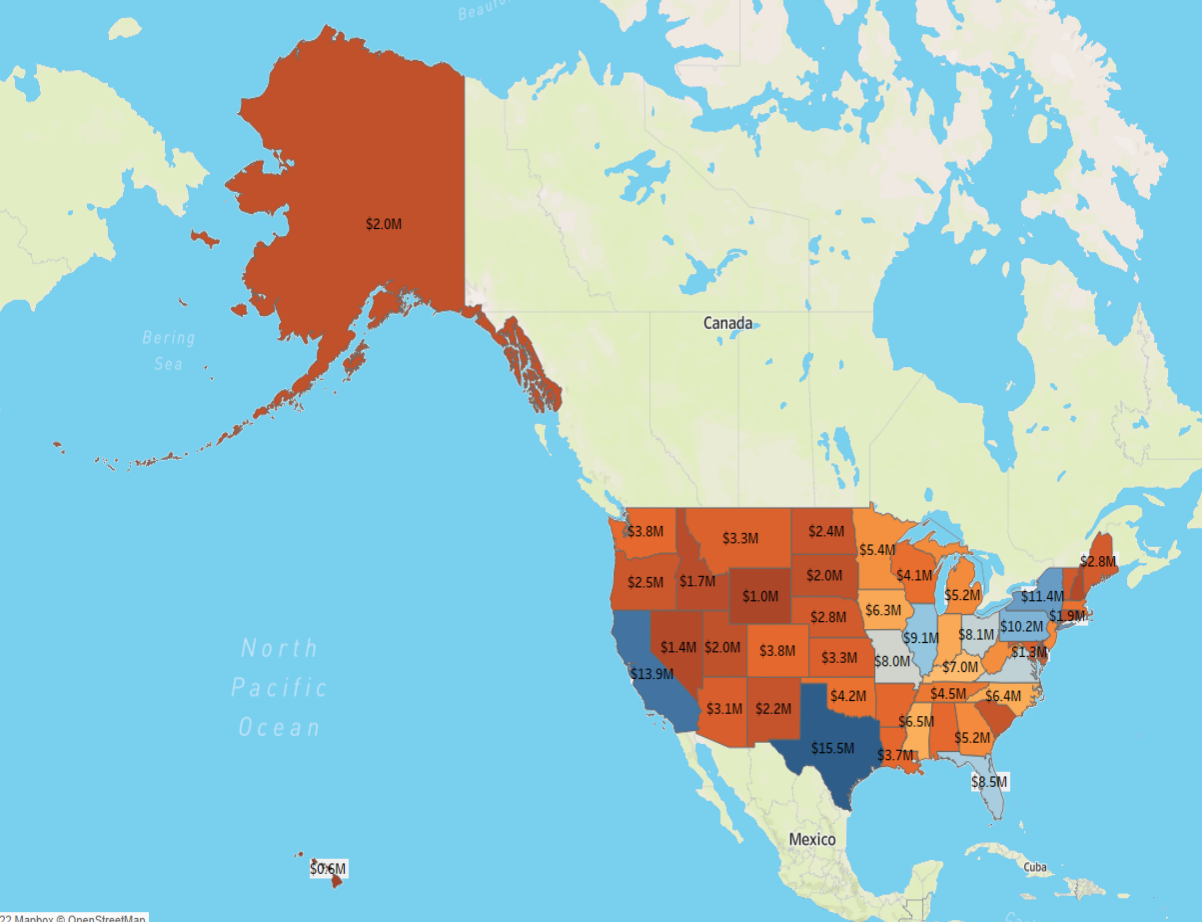 Beaufor
$2.0M
Canada
Bering
Sea
$3.8M
$3.3M
$2.4M
$5.4M
$2.8M
$2.5M
$1.7M
$1.0M
$2.0M
$4.1M
$5.2M
$11.4M
$1.9M
$6.3M
$2.8M
$10.2M
$9.1M
$8.1M
$1.3M
$13.9M
$1.4M
$2.0M
$3.8M
$3.3M
$8.0M
$7.0M
$4.5M
$6.4M
$3.1M
$2.2M
$4.2M
$6.5M
$5.2M
$15.5M
$3.7M
$8.5M
North
Pacific
Ocean
Mexico
Cuba
$0.6M
22 Mapbox © OpenStreetMap